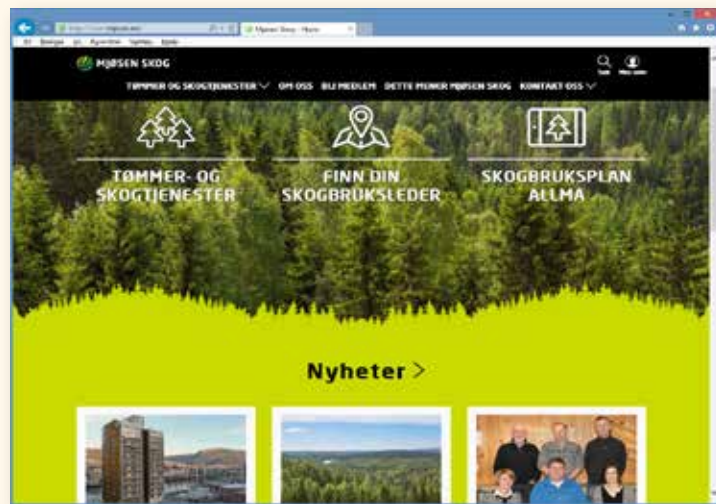 MJØSEN SKOG
TØMMER OG SKOGTJENESTER OM OSS BLI MEDLEM DETTE MENER MJØSEN SKOG KONTAKT OSS
TØMMER- OG
SKOGTJENESTER
FINN DIN
SKOGBRUKSLEDER
SKOGBRUKSPLAN
ALLMA
Nyheter >